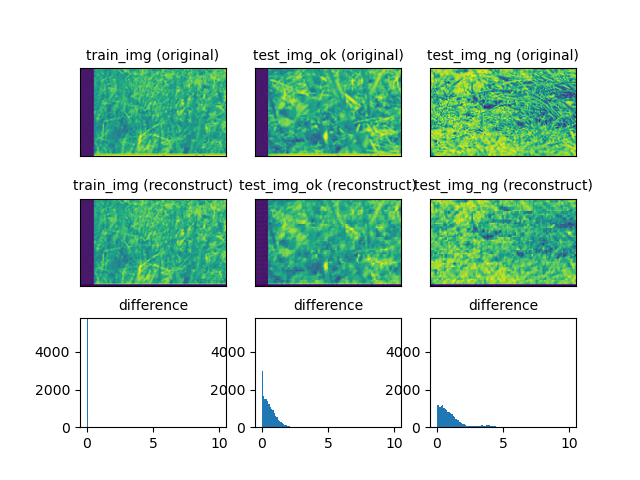 train_img (original) test_img_ok (original) test_img_ng (original)
train_img (reconstruct) test_img_ok (reconstruct) test_img_ng (reconstruct)
difference difference difference
4000 4000 4000
2000 2000 2000
0 0 0
0 5 10 0 5 10 0 5 10